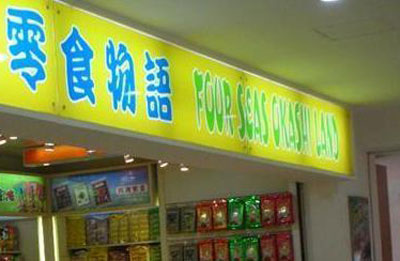 零食物語 FOUR SEAS OKASHI LAND